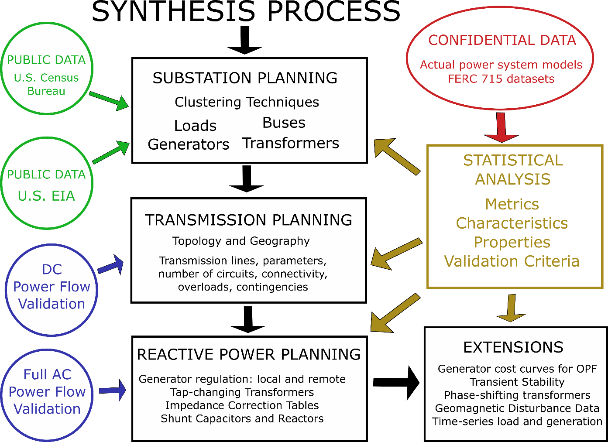 SYNTHESIS PROCESS
PUBLIC DATA
U.S. Census
Bureau
PUBLIC DATA
U.S. EIA
DC
Power Flow
Validation
Full AC
Power Flow
Validation
SUBSTATION PLANNING
Clustering Techniques
Loads
Buses
Generators
Transformers
TRANSMISSION PLANNING
Topology and Geography
Transmission lines, parameters,
number of circuits, connectivity,
overloads, contingencies
REACTIVE POWER PLANNING
Generator regulation: local and remote
Tap-changing Transformers
Impedance Correction Tables
Shunt Capacitors and Reactors
CONFIDENTIAL DATA
Actual power system models
FERC 715 datasets
STATISTICAL
ANALYSIS
Metrics
Characteristics
Properties
Validation Criteria
EXTENSIONS
Generator cost curves for OPF
Transient Stability
Phase-shifting transformers
Geomagnetic Disturbance Data
Time-series load and generation